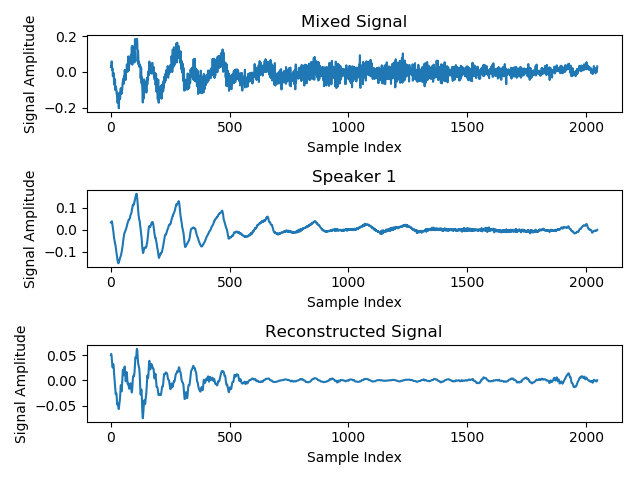 Mixed Signal
Signal Amplitude
0.2
0.0
−0.2
0 500 1000 1500 2000
Sample Index
Speaker 1
Signal Amplitude
0.1
0.0
−0.1
0 500 1000 1500 2000
Sample Index
Reconstructed Signal
Signal Amplitude
0.05
0.00
−0.05
0 500 1000 1500 2000
Sample Index